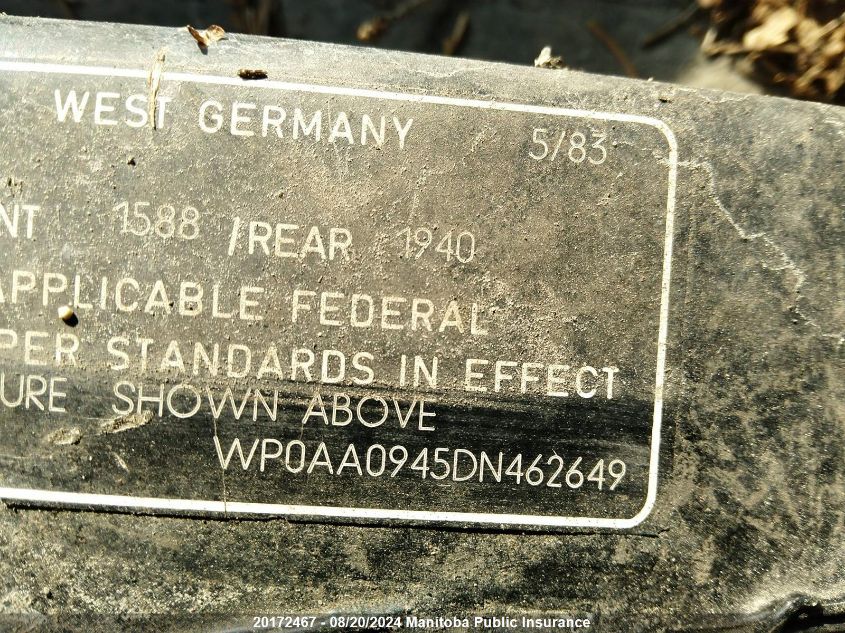 WEST GERMANY 5/83
NT 1588 /REAR 1940
APPLICABLE FEDERAL
PER STANDARDS IN EFFECT
URE SHOWN ABOVE
WP0AA0945DN462649
20172467 - 08/20/2024 Manitoba Public Insurance